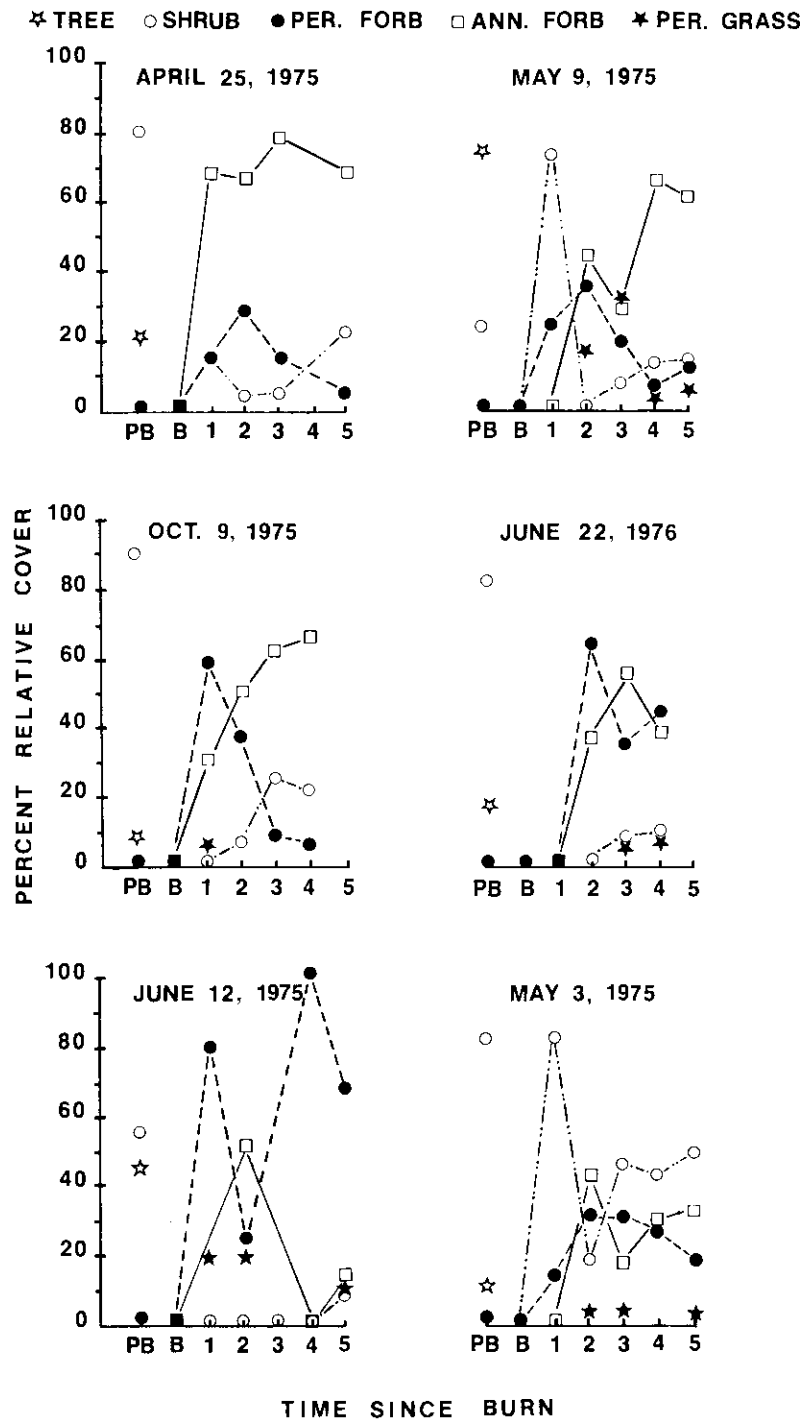 TREE SHRUB PER. FORB ANN. FORB PER. GRASS
APRIL 25, 1975
100
80
60
40
20
0
PB B 1 2 3 4 5
MAY 9, 1975
PB B 1 2 3 4 5
PERCENT RELATIVE COVER
OCT. 9, 1975
100
80
60
40
20
0
PB B 1 2 3 4 5
JUNE 22, 1976
PB B 1 2 3 4 5
JUNE 12, 1975
100
80
60
40
20
0
PB B 1 2 3 4 5
MAY 3, 1975
PB B 1 2 3 4 5
TIME SINCE BURN